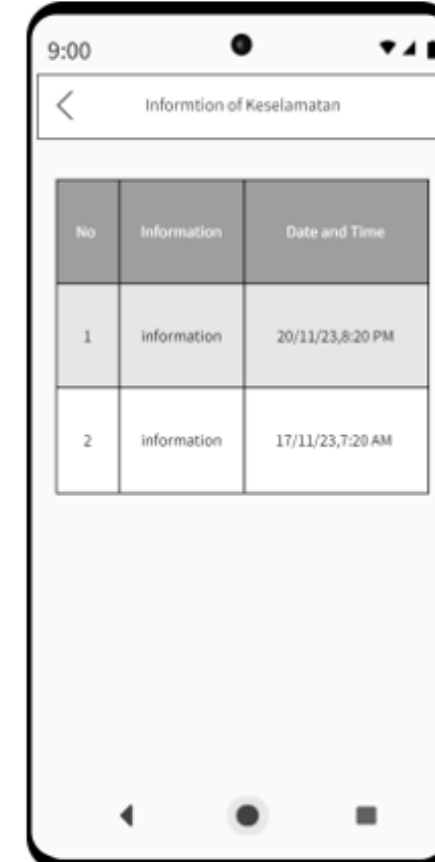 9:00
Informtion of Keselamatan
No Information Date and Time
1 information 20/11/23,8:20 PM
2 information 17/11/23,7:20 AM